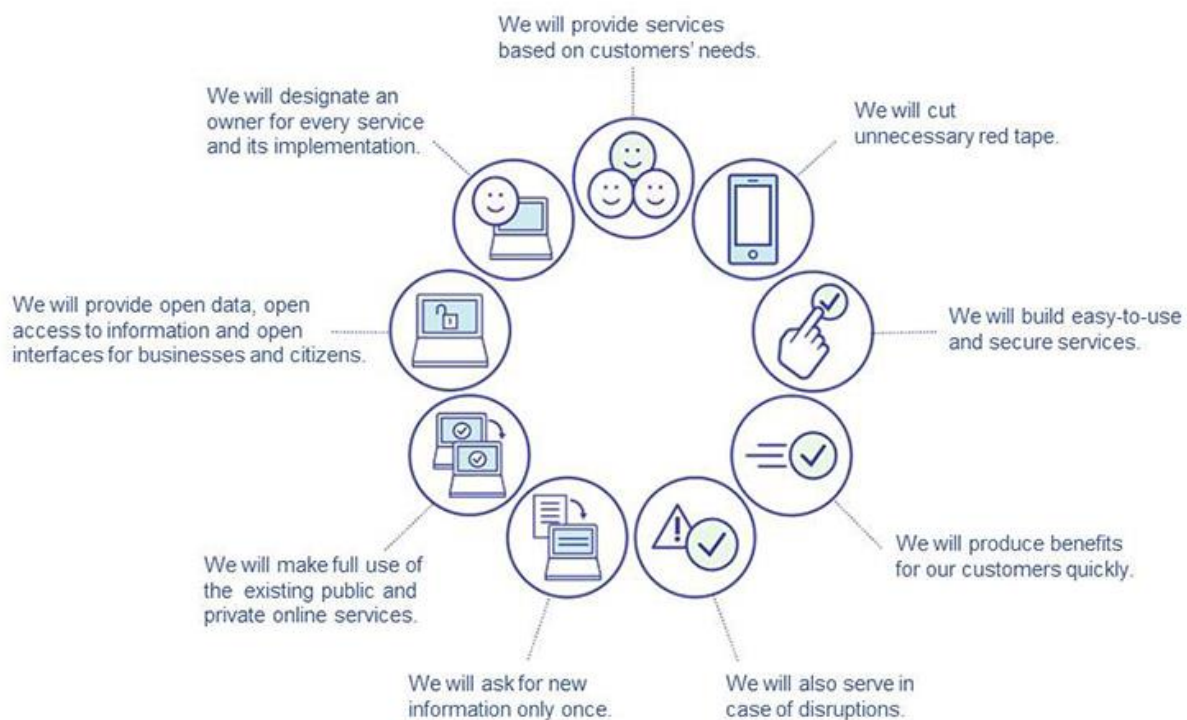 We will provide services
based on customers' needs.
We will cut
unnecessary red tape.
We will build easy-to-use
and secure services.
We will produce benefits
for our customers quickly.
We will also serve in
case of disruptions.
We will ask for new
information only once.
We will make full use of
the existing public and
private online services.
We will provide open data, open
access to information and open
interfaces for businesses and citizens.
We will designate an
owner for every service
and its implementation.